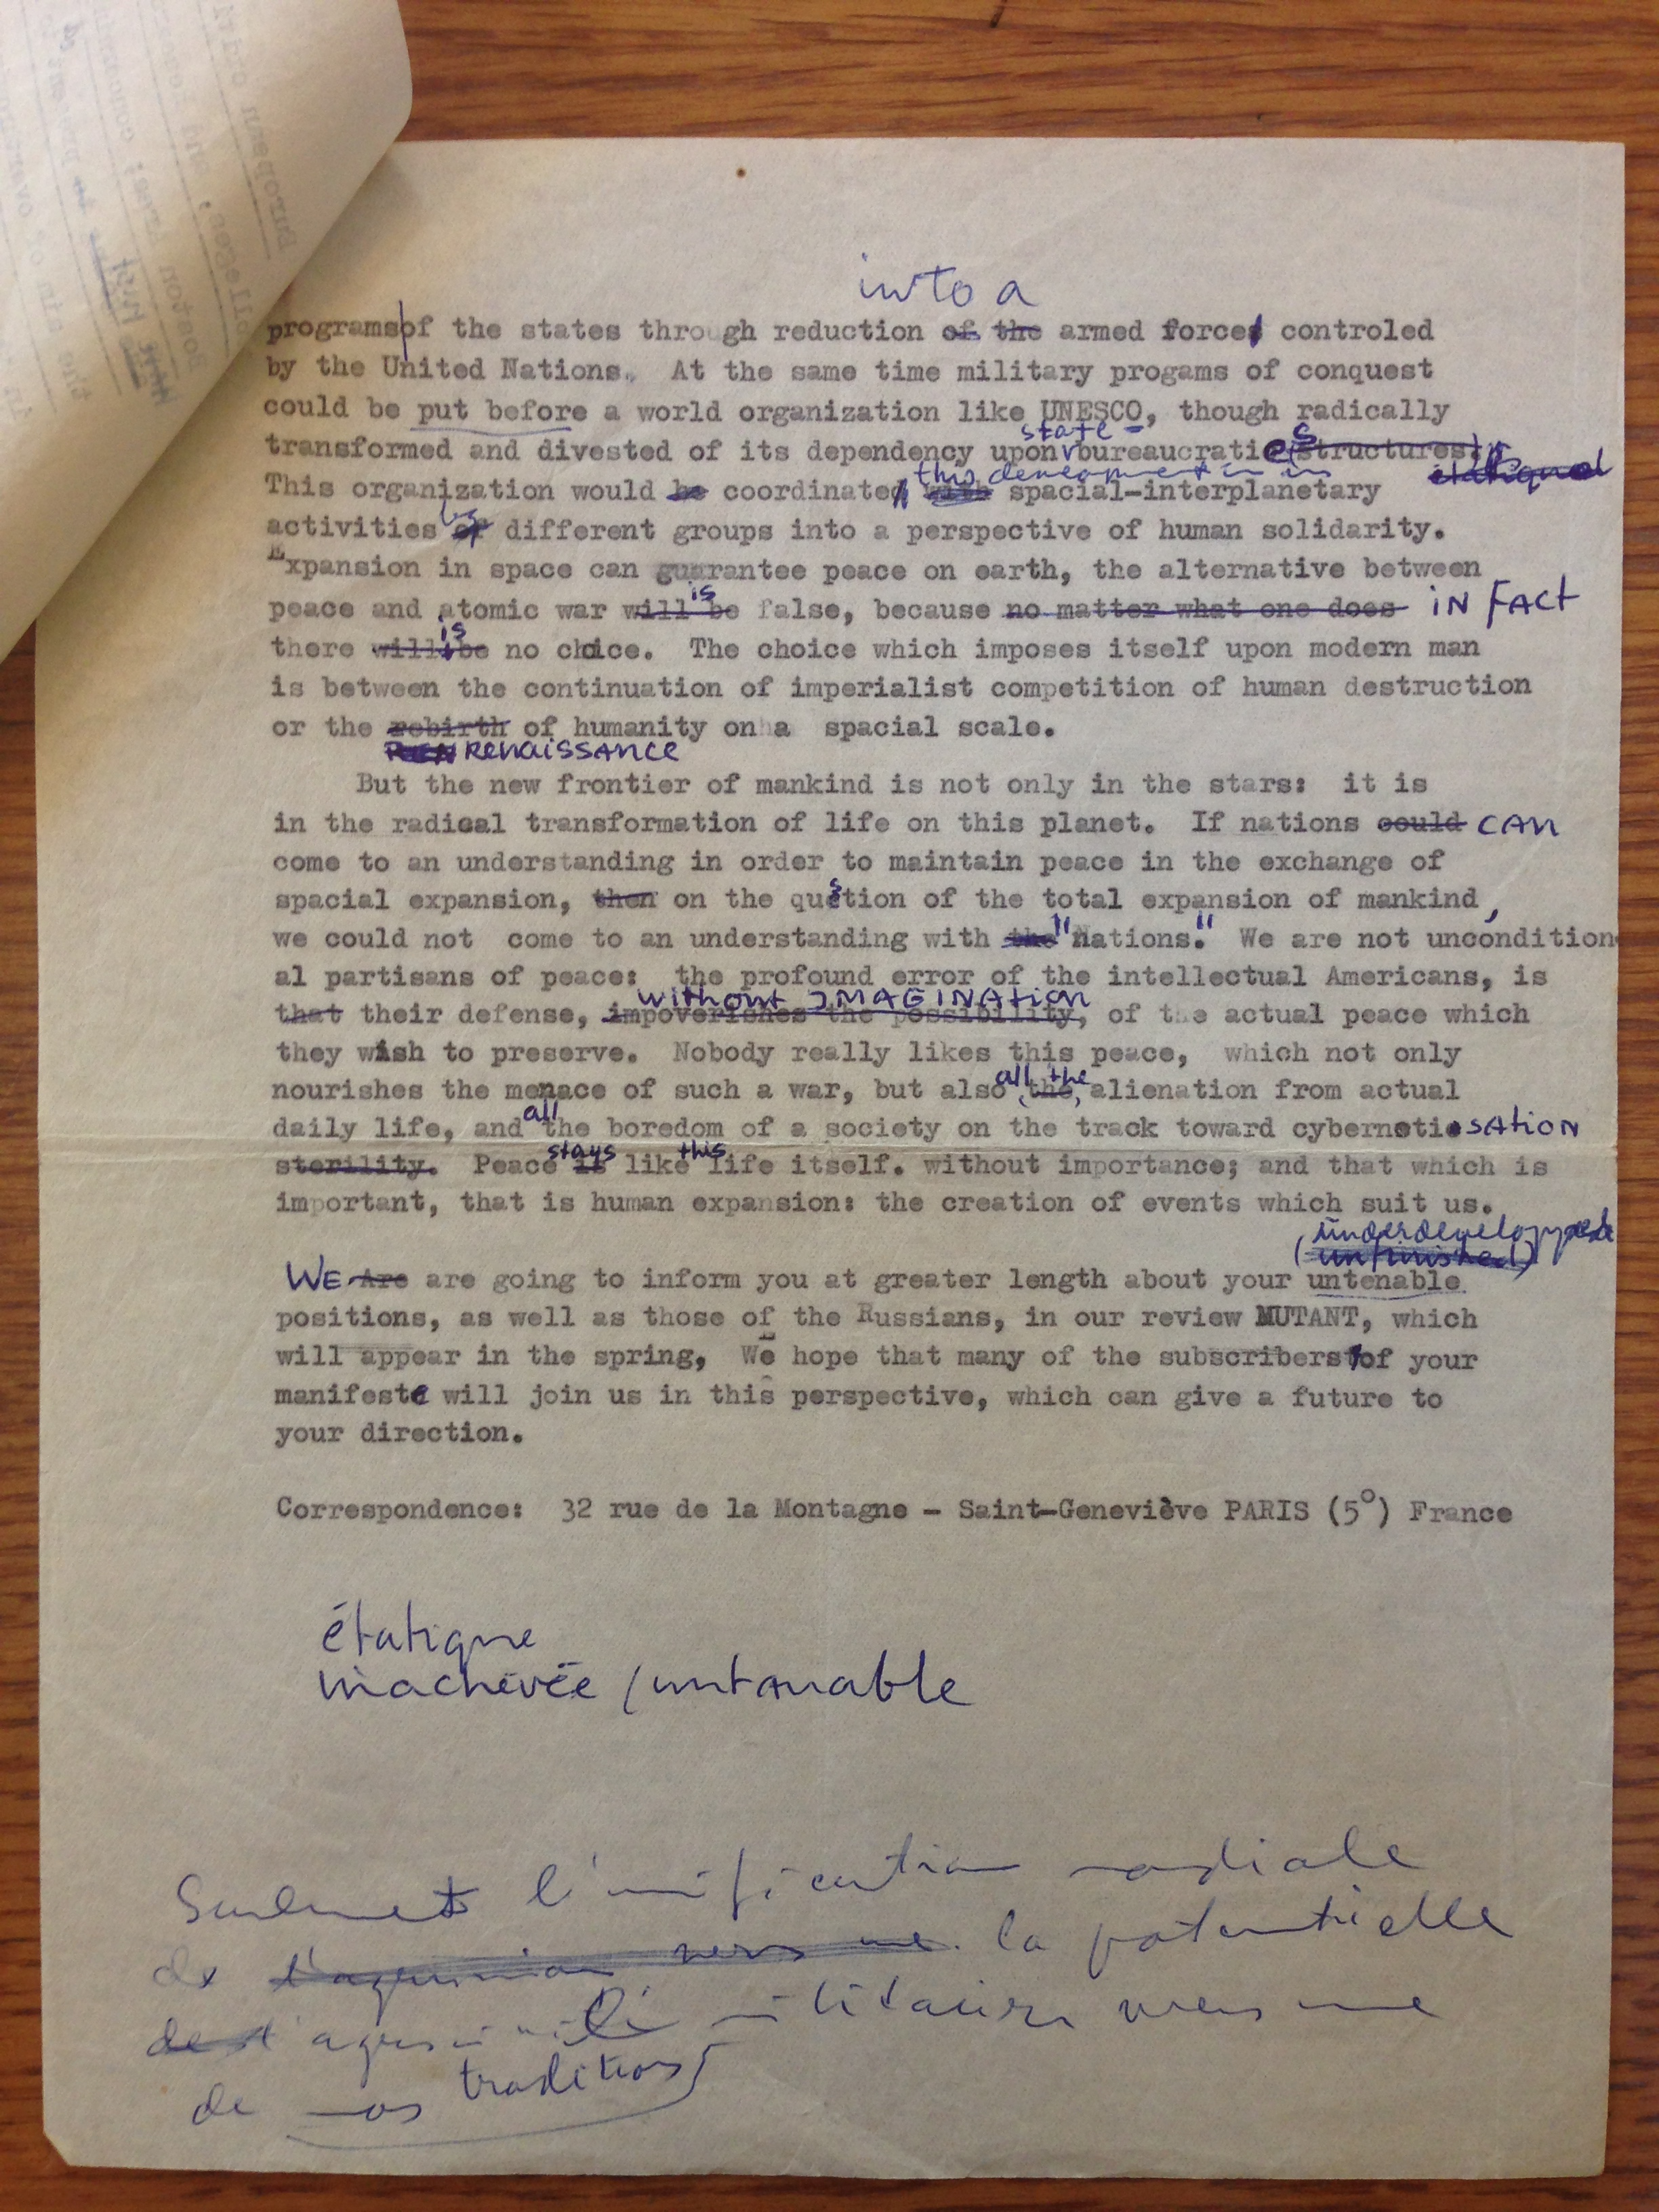 into a
programs of the states through reduction of the armed forces controled
by the United Nations. At the same time military progams of conquest
could be put before a world organization like UNESCO, though radically
state
transformed and divested of its dependency upon bureaucratic s structures.
This organization would be coordinated with spacial-interplanetary
this
by
activities of different groups into a perspective of human solidarity.
Expansion in space can guarantee peace on earth, the alternative between
is
peace and atomic war will be false, because no matter what one does IN FACT
is
there will be no choice. The choice which imposes itself upon modern man
is between the continuation of imperialist competition of human destruction
or the rebirth of humanity on a spacial scale.
Renaissance
But the new frontier of mankind is not only in the stars: it is
in the radical transformation of life on this planet. If nations could CAN
come to an understanding in order to maintain peace in the exchange of
spacial expansion, then on the question of the total expansion of mankind,
we could not come to an understanding with the "Nations." We are not uncondition
al partisans of peace: the profound error of the intellectual Americans, is
without IMAGINATION
that their defense, impoverishes the possibility, of the actual peace which
they wish to preserve. Nobody really likes this peace, which not only
all the
nourishes the menace of such a war, but also the alienation from actual
all
daily life, and the boredom of a society on the track toward cybernetisation
stays this
sterility. Peace is like life itself. without importance; and that which is
important, that is human expansion: the creation of events which suit us.
underdeveloped
(unfinished)
WE Are are going to inform you at greater length about your untenable
positions, as well as those of the Russians, in our review MUTANT, which
will appear in the spring, We hope that many of the subscribers of your
manifeste will join us in this perspective, which can give a future to
your direction.
Correspondence: 32 rue de la Montagne - Saint-Geneviève PARIS (5°) France
étatique
inachevée / untanable
Seulement l'unification radiale
de vers une la potentielle
militaire vers une
de nos traditions